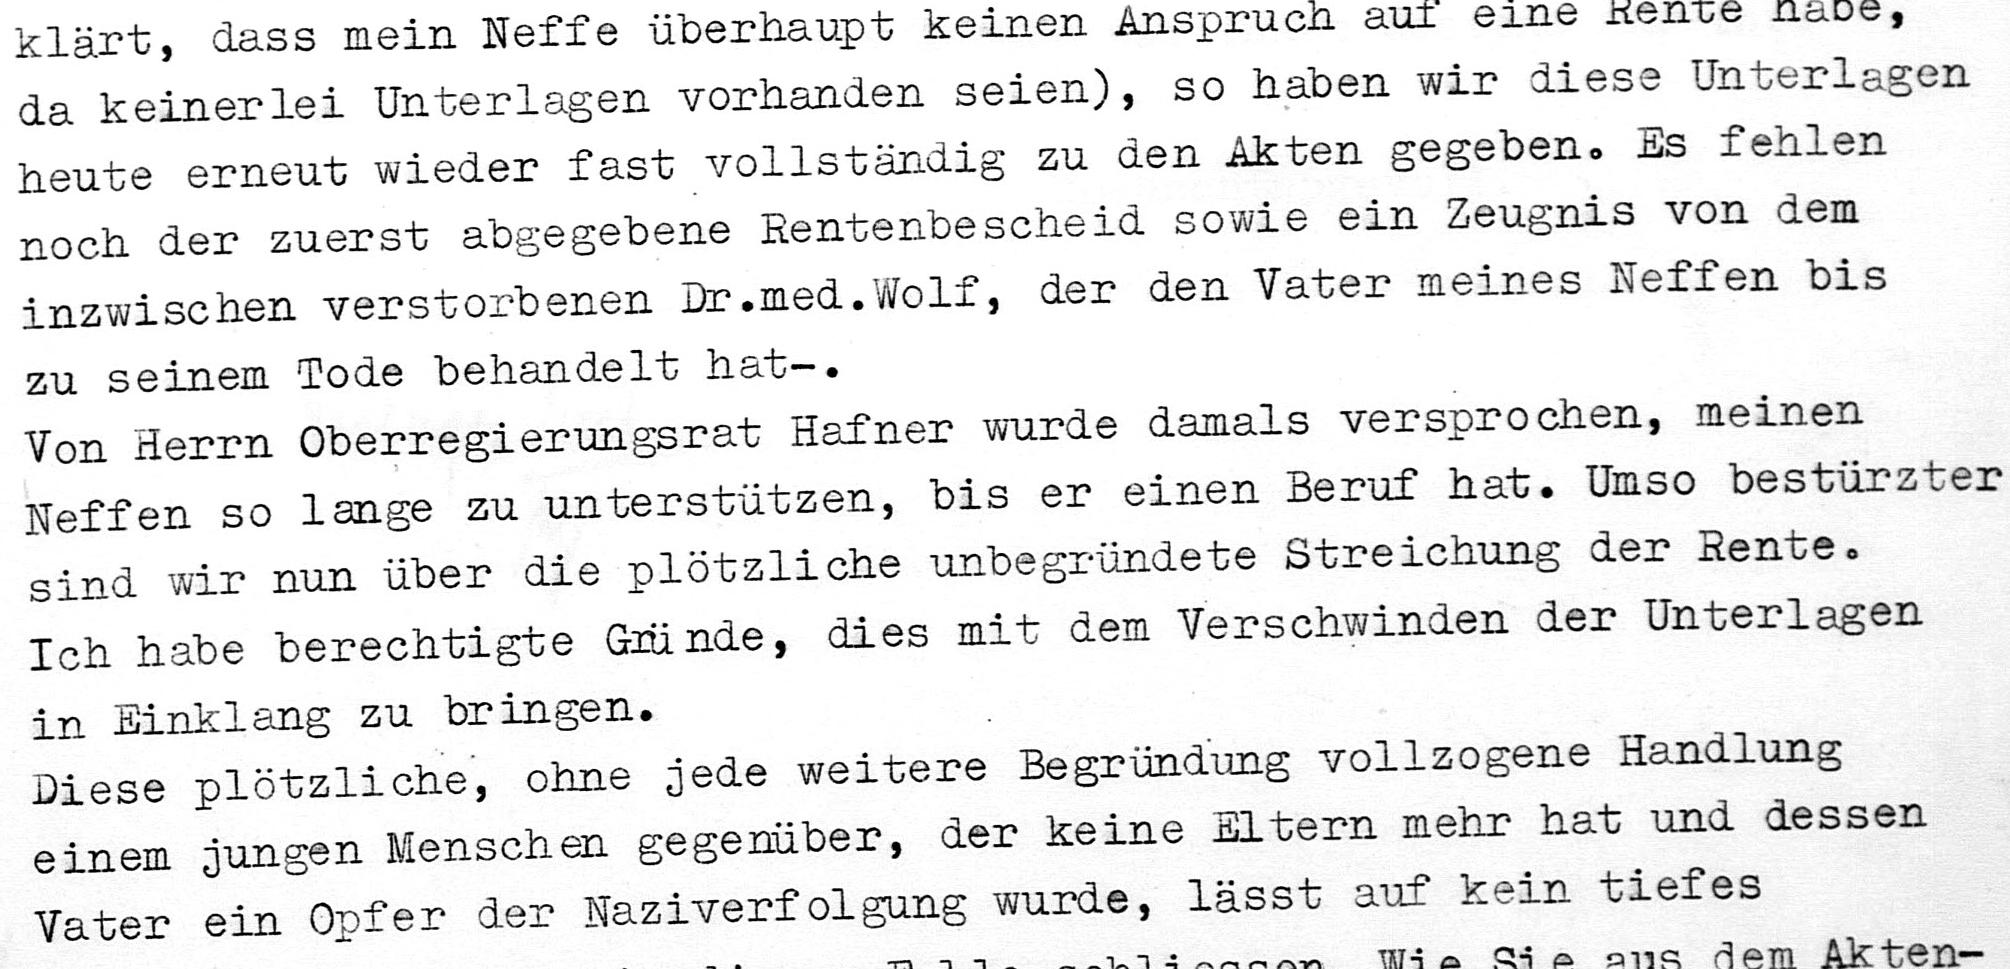 klärt, dass mein Neffe überhaupt keinen Anspruch auf eine Rente habe,
da keinerlei Unterlagen vorhanden seien), so haben wir diese Unterlagen
heute erneut wieder fast vollständig zu den Akten gegeben. Es fehlen
noch der zuerst abgegebene Rentenbescheid sowie ein Zeugnis von dem
inzwischen verstorbenen Dr.med.Wolf, der den Vater meines Neffen bis
zu seinem Tode behandelt hat-.
Von Herrn Oberregierungsrat Hafner wurde damals versprochen, meinen
Neffen so lange zu unterstützen, bis er einen Beruf hat. Umso bestürzter
sind wir nun über die plötzliche unbegründete Streichung der Rente.
Ich habe berechtigte Gründe, dies mit dem Verschwinden der Unterlagen
in Einklang zu bringen.
Diese plötzliche, ohne jede weitere Begründung vollzogene Handlung
einem jungen Menschen gegenüber, der keine Eltern mehr hat und dessen
Vater ein Opfer der Naziverfolgung wurde, lässt auf kein tiefes
schliessen. Wie Sie aus dem Akten-